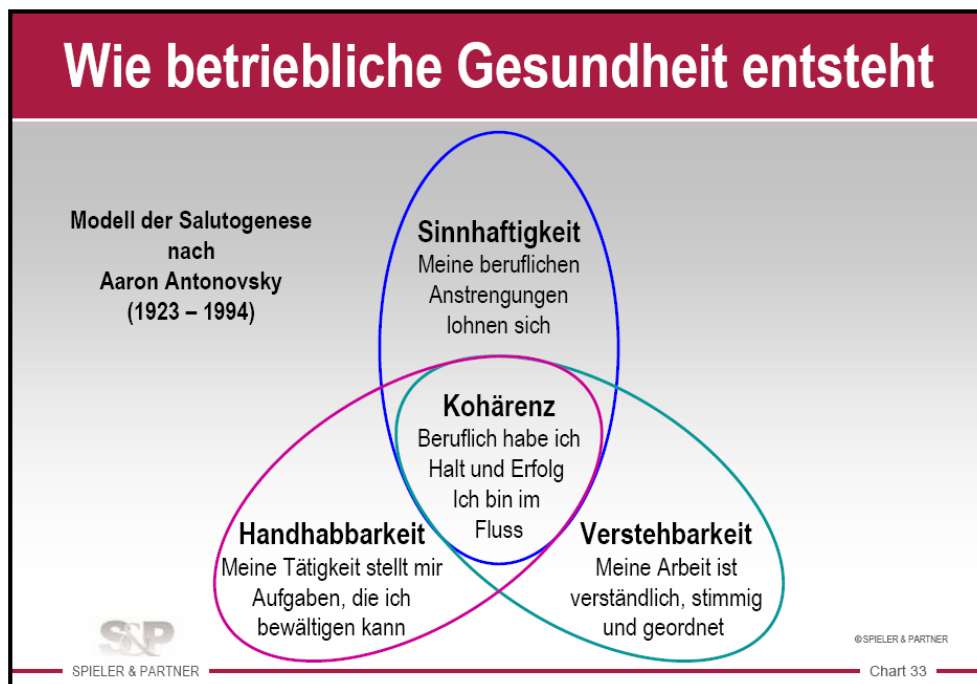 Wie betriebliche Gesundheit entsteht
Modell der Salutogenese
nach
Aaron Antonovsky
(1923 – 1994)
Sinnhaftigkeit
Meine beruflichen
Anstrengungen
lohnen sich
Kohärenz
Beruflich habe ich
Halt und Erfolg
Ich bin im
Fluss
Handhabbarkeit
Meine Tätigkeit stellt mir
Aufgaben, die ich
bewältigen kann
Verstehbarkeit
Meine Arbeit ist
verständlich, stimmig
und geordnet
S&P
SPIELER & PARTNER
©SPIELER & PARTNER
Chart 33